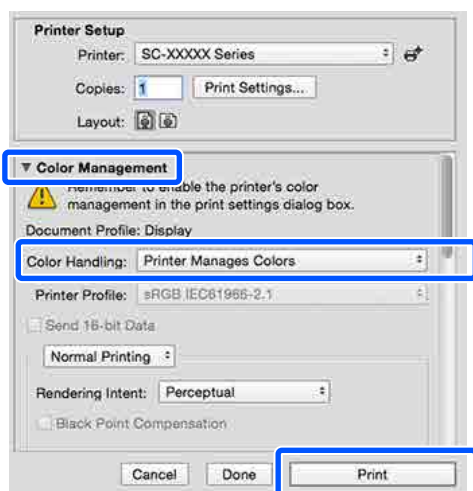 Printer Setup
Printer: SC-XXXXX Series
Copies: 1 Print Settings...
Layout:
▼ Color Management
Remember to enable the printer's color
management in the print settings dialog box.
Document Profile: Display
Color Handling: Printer Manages Colors
Printer Profile: sRGB IEC61966-2.1
Send 16-bit Data
Normal Printing
Rendering Intent: Perceptual
Black Point Compensation
Cancel Done Print